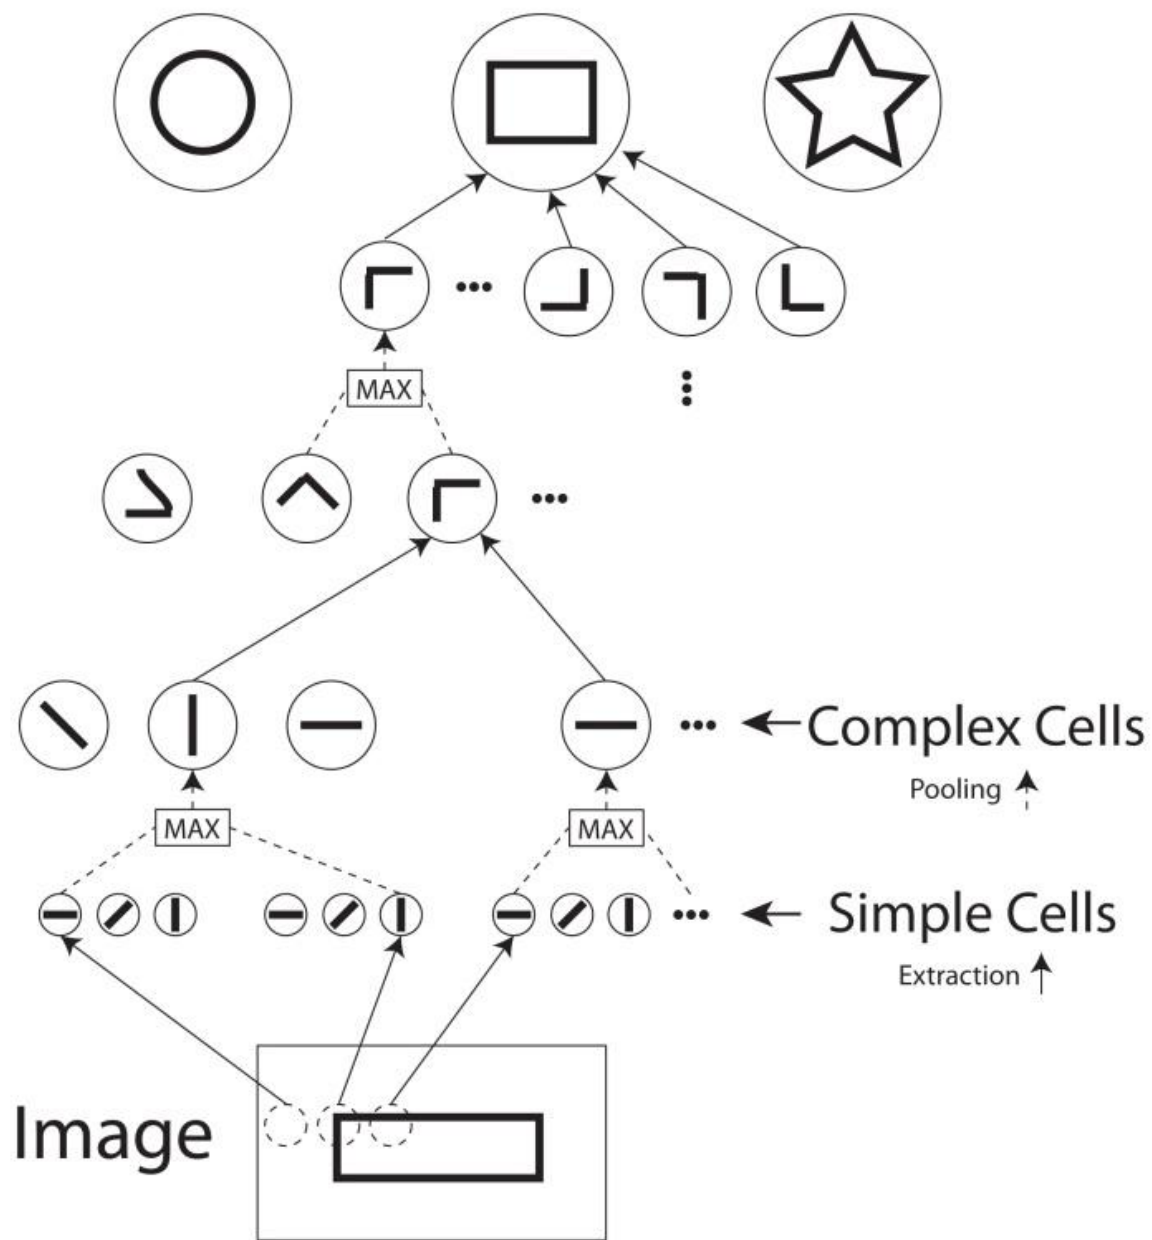 MAX
Complex Cells
Pooling
MAX
MAX
Simple Cells
Extraction
Image